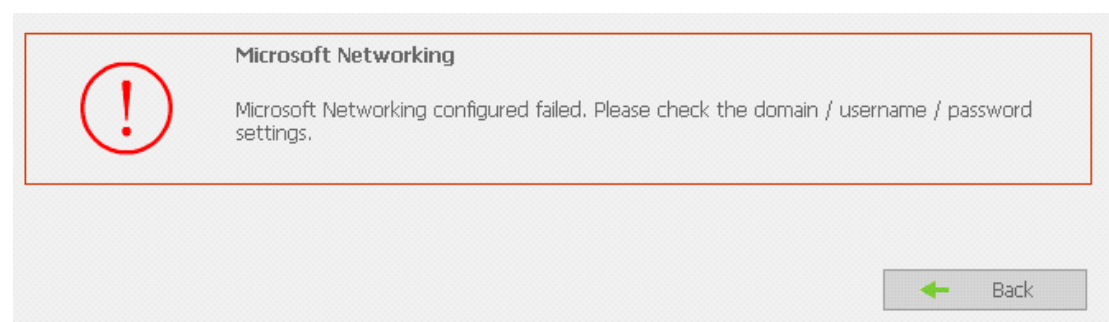 Microsoft Networking
Microsoft Networking configured failed. Please check the domain / username / password
settings.
Back